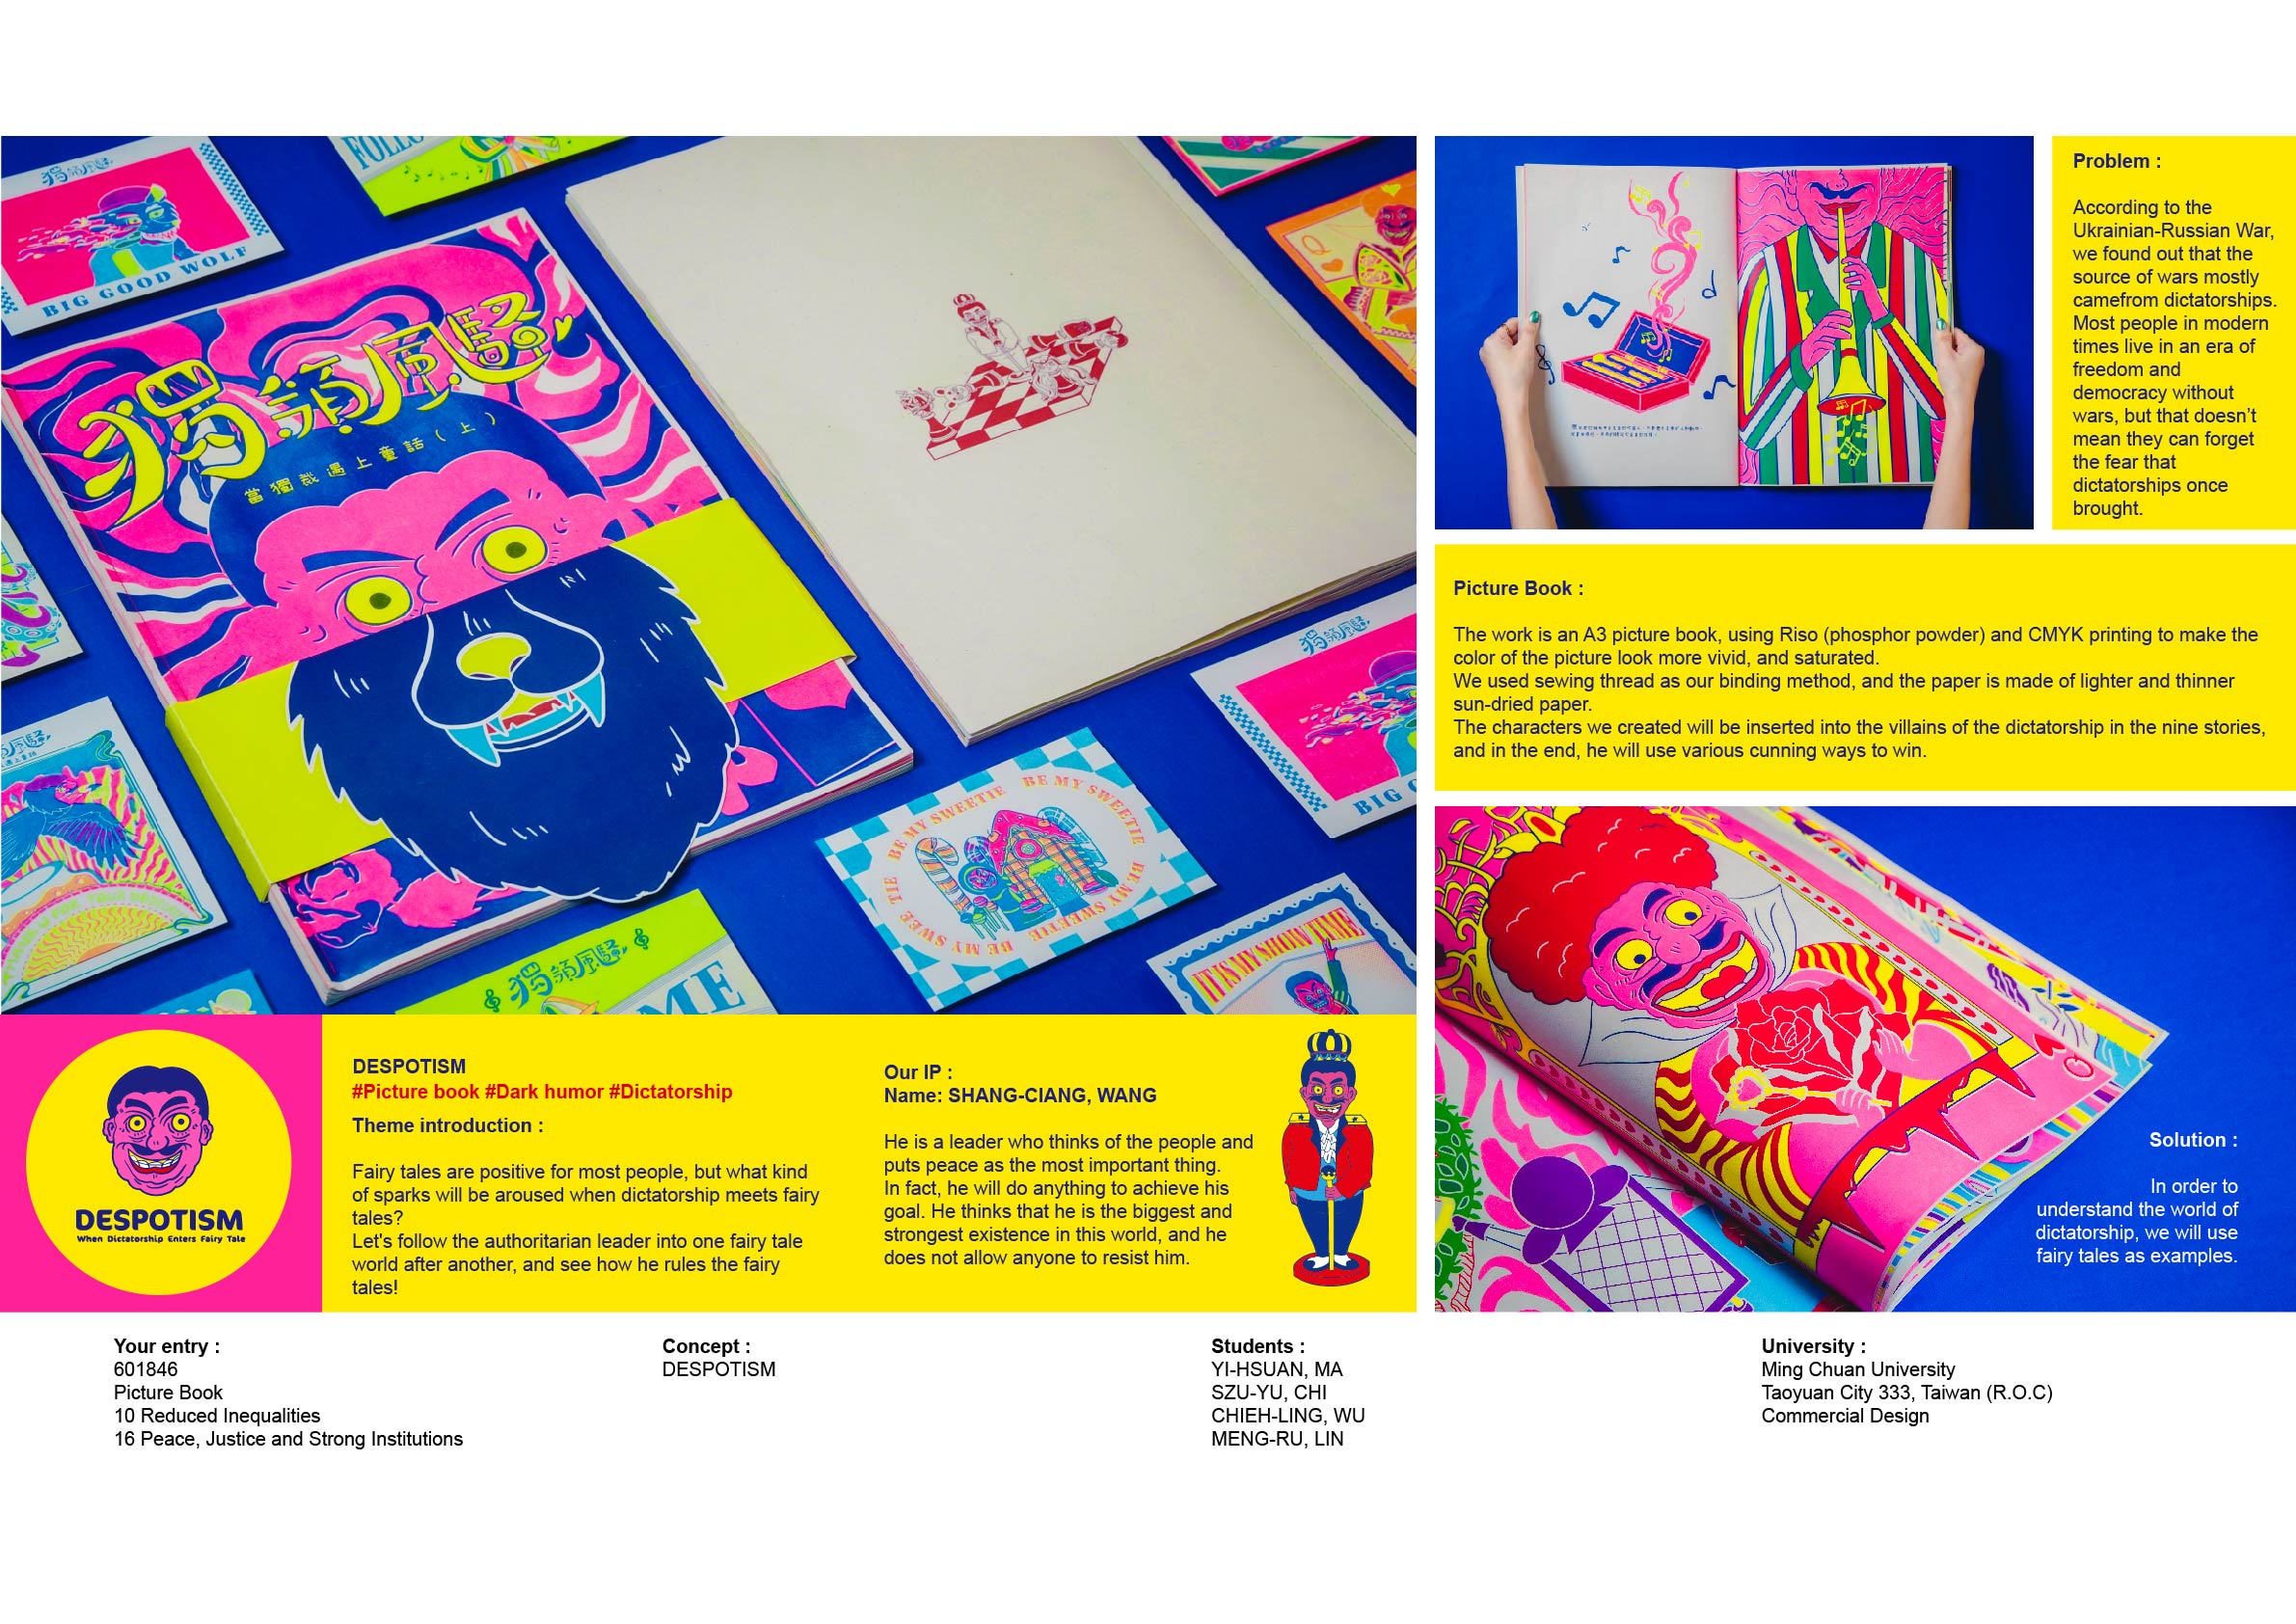 獨領風騷
BIG GOOD WOLF
獨領風騷
當獨裁遇上童話（上）
獨領風騷
BIG
BE MY SWEETIE BE MY SWEETIE BE MY SWEETIE BE MY SWEETIE
IT IS MY SHOW TIME
獨領風騷
ME
Q
Problem :
According to the
Ukrainian-Russian War,
we found out that the
source of wars mostly
camefrom dictatorships.
Most people in modern
times live in an era of
freedom and
democracy without
wars, but that doesn’t
mean they can forget
the fear that
dictatorships once
brought.
Picture Book :
The work is an A3 picture book, using Riso (phosphor powder) and CMYK printing to make the
color of the picture look more vivid, and saturated.
We used sewing thread as our binding method, and the paper is made of lighter and thinner
sun-dried paper.
The characters we created will be inserted into the villains of the dictatorship in the nine stories,
and in the end, he will use various cunning ways to win.
Solution :
In order to
understand the world of
dictatorship, we will use
fairy tales as examples.
DESPOTISM
When Dictatorship Enters Fairy Tale
DESPOTISM
#Picture book #Dark humor #Dictatorship
Theme introduction :
Fairy tales are positive for most people, but what kind
of sparks will be aroused when dictatorship meets fairy
tales?
Let's follow the authoritarian leader into one fairy tale
world after another, and see how he rules the fairy
tales!
Our IP :
Name: SHANG-CIANG, WANG
He is a leader who thinks of the people and
puts peace as the most important thing.
In fact, he will do anything to achieve his
goal. He thinks that he is the biggest and
strongest existence in this world, and he
does not allow anyone to resist him.
Your entry :
601846
Picture Book
10 Reduced Inequalities
16 Peace, Justice and Strong Institutions
Concept :
DESPOTISM
Students :
YI-HSUAN, MA
SZU-YU, CHI
CHIEH-LING, WU
MENG-RU, LIN
University :
Ming Chuan University
Taoyuan City 333, Taiwan (R.O.C)
Commercial Design